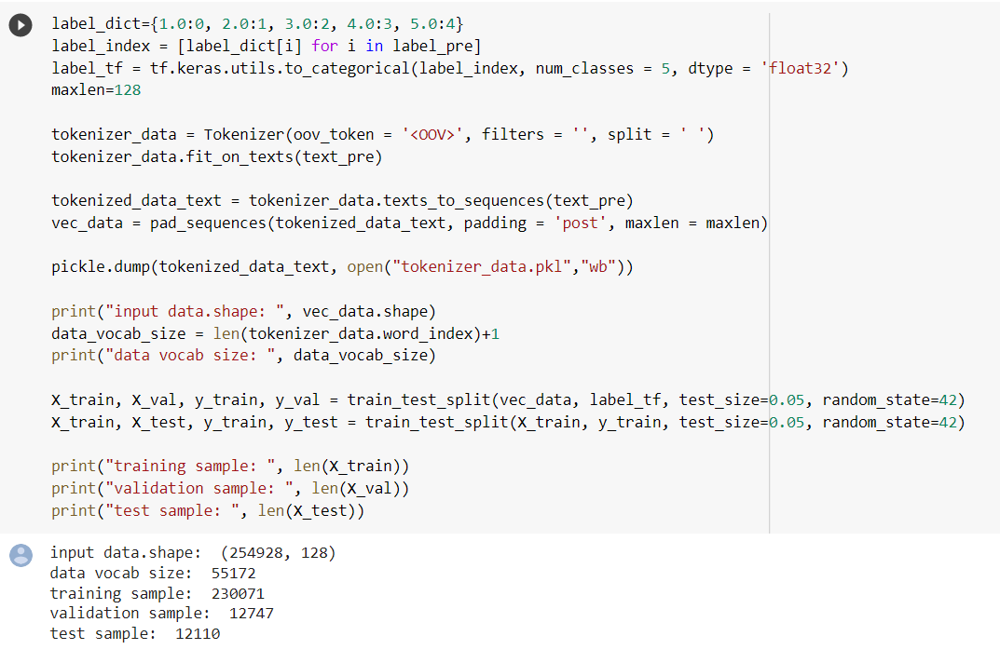 label_dict={1.0:0, 2.0:1, 3.0:2, 4.0:3, 5.0:4}
label_index = [label_dict[i] for i in label_pre]
label_tf = tf.keras.utils.to_categorical(label_index, num_classes = 5, dtype = 'float32')
maxlen=128
tokenizer_data = Tokenizer(oov_token = '<OOV>', filters = '', split = ' ')
tokenizer_data.fit_on_texts(text_pre)
tokenized_data_text = tokenizer_data.texts_to_sequences(text_pre)
vec_data = pad_sequences(tokenized_data_text, padding = 'post', maxlen = maxlen)
pickle.dump(tokenized_data_text, open("tokenizer_data.pkl","wb"))
print("input data.shape: ", vec_data.shape)
data_vocab_size = len(tokenizer_data.word_index)+1
print("data vocab size: ", data_vocab_size)
X_train, X_val, y_train, y_val = train_test_split(vec_data, label_tf, test_size=0.05, random_state=42)
X_train, X_test, y_train, y_test = train_test_split(X_train, y_train, test_size=0.05, random_state=42)
print("training sample: ", len(X_train))
print("validation sample: ", len(X_val))
print("test sample: ", len(X_test))
input data.shape:  (254928, 128)
data vocab size:  55172
training sample:  230071
validation sample:  12747
test sample:  12110